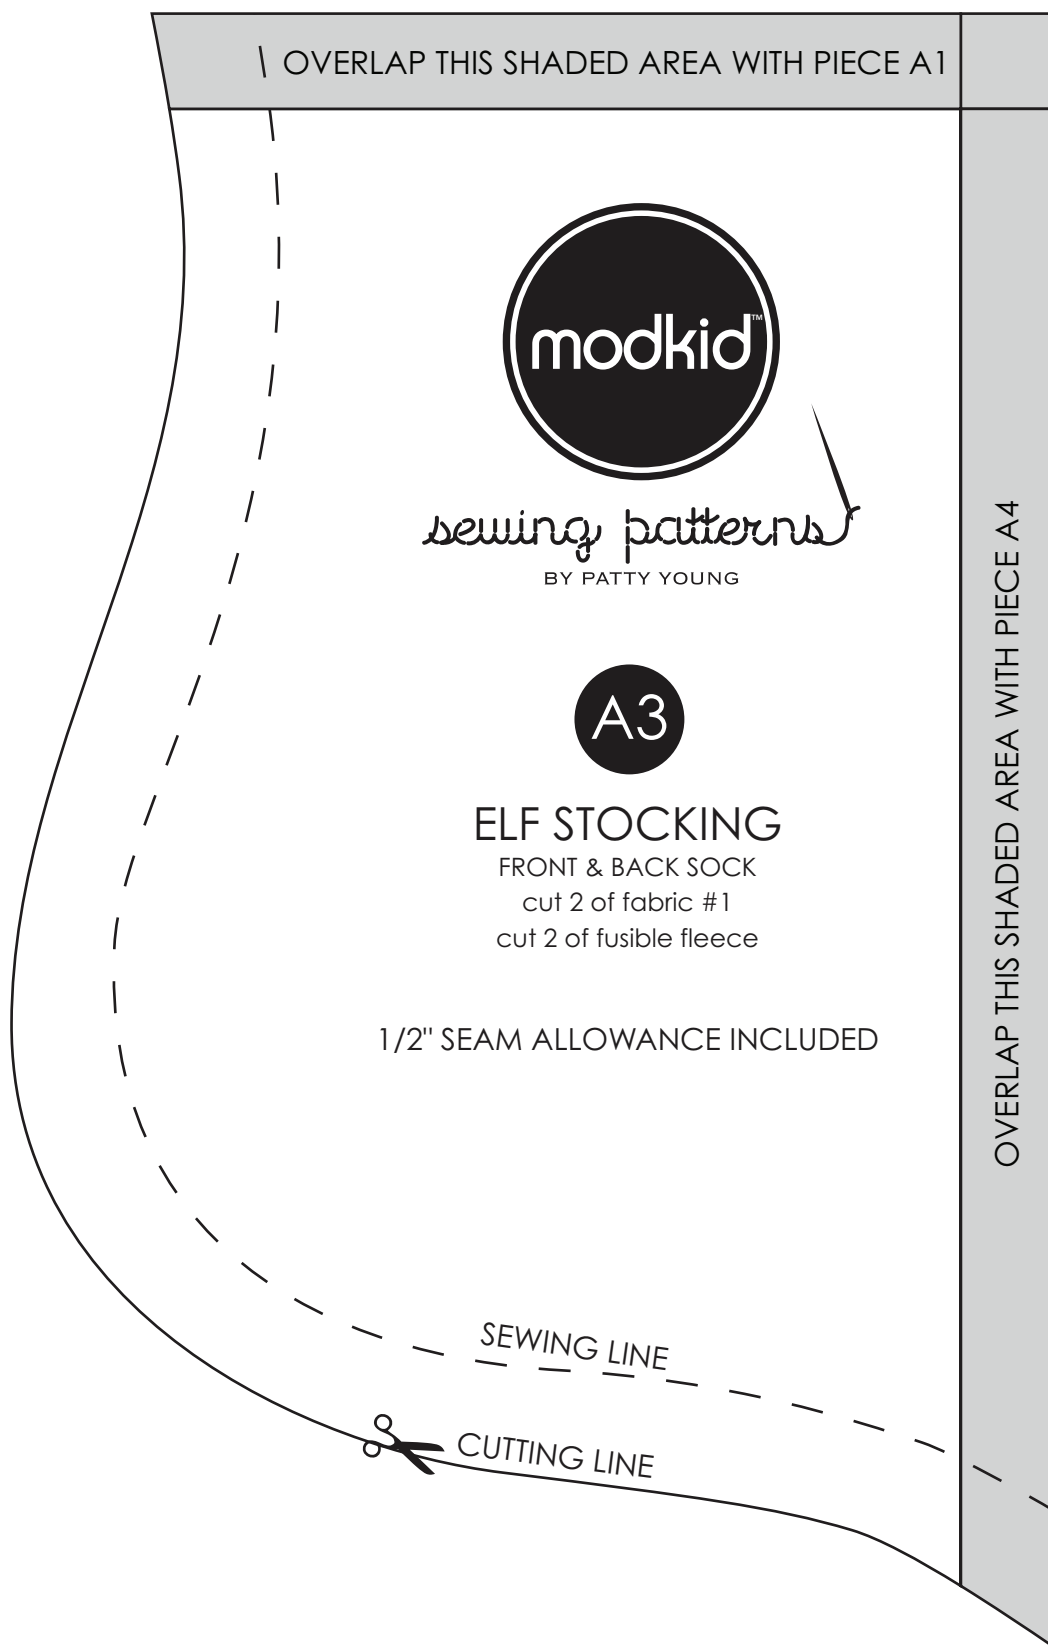 OVERLAP THIS SHADED AREA WITH PIECE A1
modkid™
sewing patterns
BY PATTY YOUNG
A3
ELF STOCKING
FRONT & BACK SOCK
cut 2 of fabric #1
cut 2 of fusible fleece
1/2" SEAM ALLOWANCE INCLUDED
OVERLAP THIS SHADED AREA WITH PIECE A4
SEWING LINE
CUTTING LINE